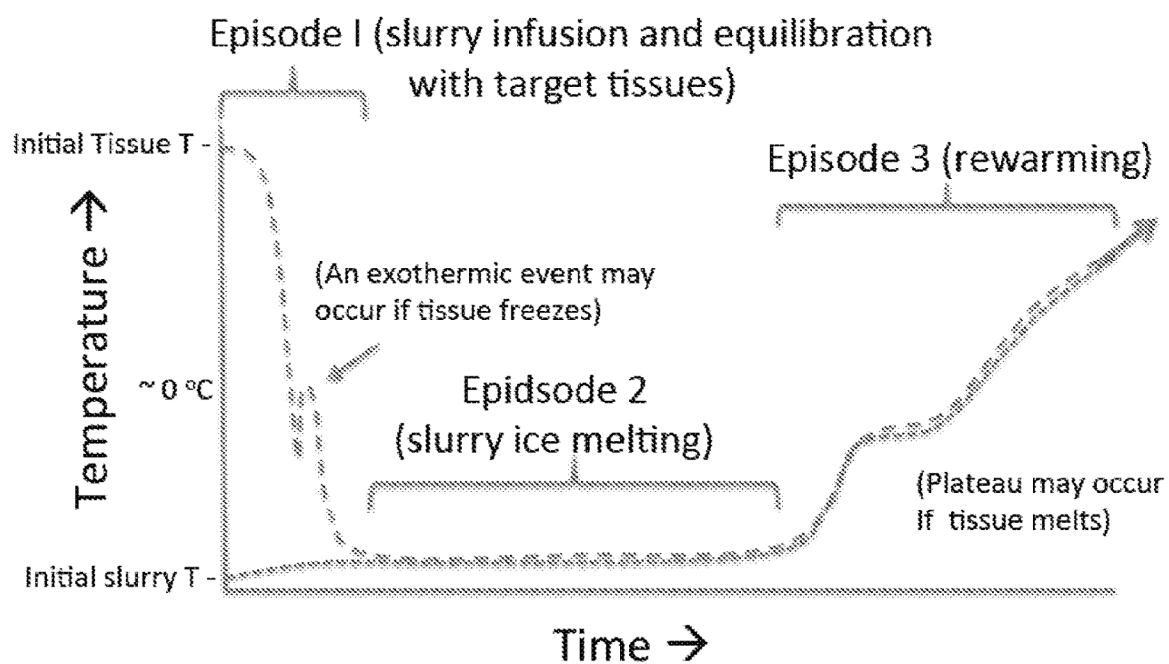 Episode I (slurry infusion and equilibration
with target tissues)
Initial Tissue T -
Episode 3 (rewarming)
Temperature →
(An exothermic event may
occur if tissue freezes)
~ 0 °C
Epidsode 2
(slurry ice melting)
(Plateau may occur
if tissue melts)
Initial slurry T -
Time →